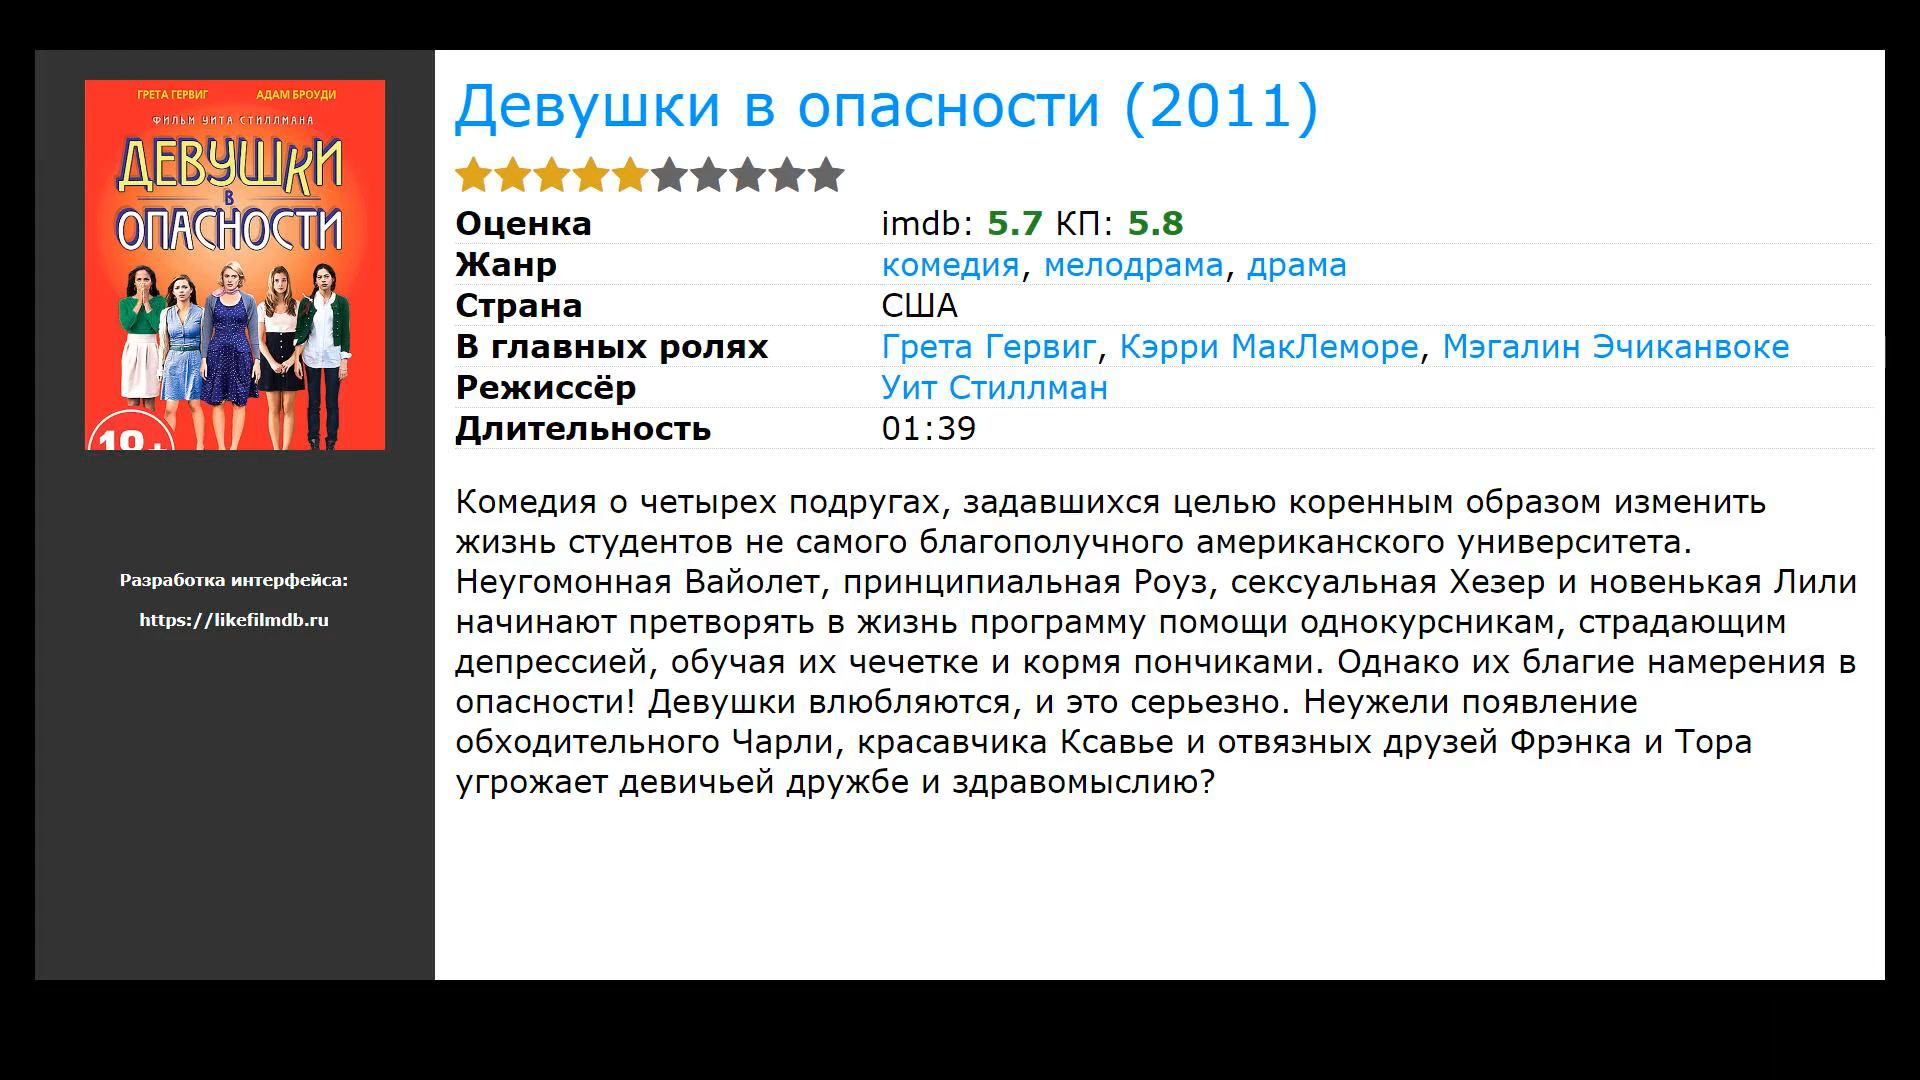 ГРЕТА ГЕРВИГ АДАМ БРОУДИ
ФИЛЬМ УИТА СТИЛЛМАНА
ДЕВУШКИ
В
ОПАСНОСТИ
18+
Разработка интерфейса:
https://likefilmdb.ru
Девушки в опасности (2011)
Оценка imdb: 5.7 КП: 5.8
Жанр комедия, мелодрама, драма
Страна США
В главных ролях Грета Гервиг, Кэрри МакЛеморе, Мэгалин Эчиканвоке
Режиссёр Уит Стиллман
Длительность 01:39
Комедия о четырех подругах, задавшихся целью коренным образом изменить
жизнь студентов не самого благополучного американского университета.
Неугомонная Вайолет, принципиальная Роуз, сексуальная Хезер и новенькая Лили
начинают претворять в жизнь программу помощи однокурсникам, страдающим
депрессией, обучая их чечетке и кормя пончиками. Однако их благие намерения в
опасности! Девушки влюбляются, и это серьезно. Неужели появление
обходительного Чарли, красавчика Ксавье и отвязных друзей Фрэнка и Тора
угрожает девичьей дружбе и здравомыслию?